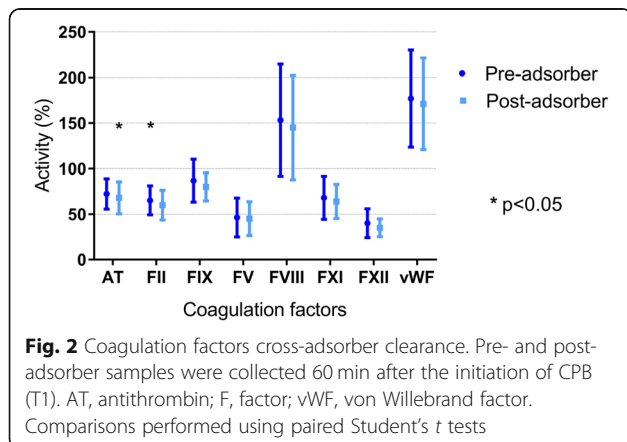 250
200
150
100
50
0
Activity (%)
* *
AT FII FIX FV FVIII FXI FXII vWF
Coagulation factors
Pre-adsorber
Post-adsorber
* p<0.05
Fig. 2 Coagulation factors cross-adsorber clearance. Pre- and post-
adsorber samples were collected 60 min after the initiation of CPB
(T1). AT, antithrombin; F, factor; vWF, von Willebrand factor.
Comparisons performed using paired Student's t tests